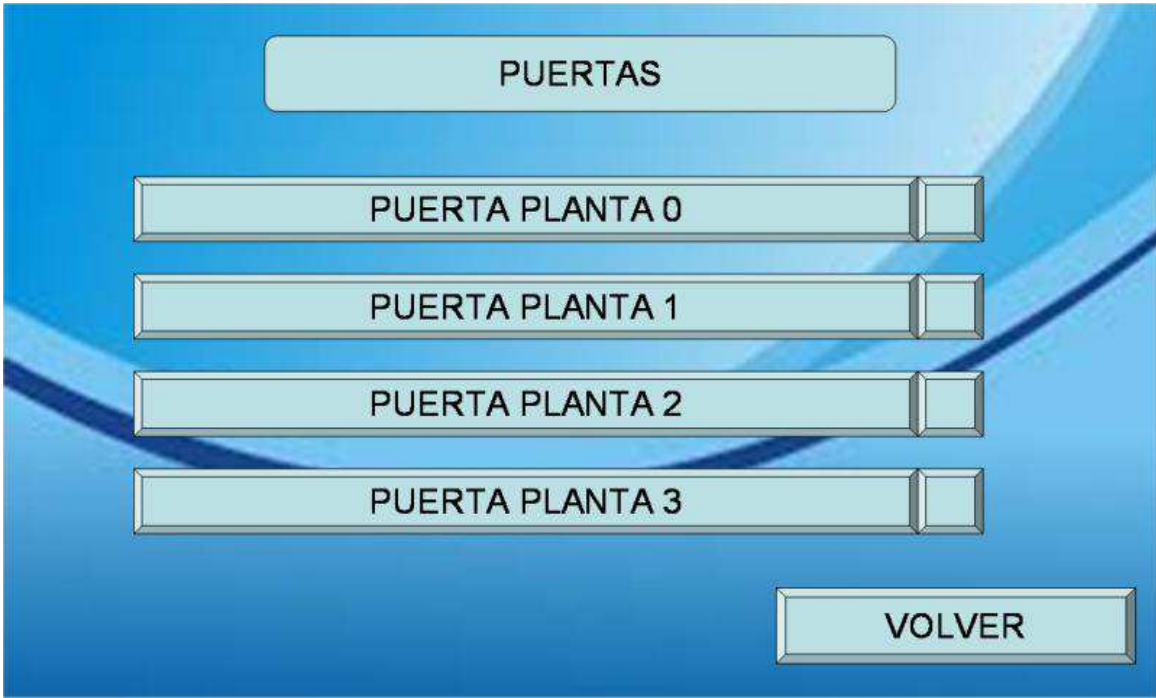 PUERTAS
PUERTA PLANTA 0
PUERTA PLANTA 1
PUERTA PLANTA 2
PUERTA PLANTA 3
VOLVER